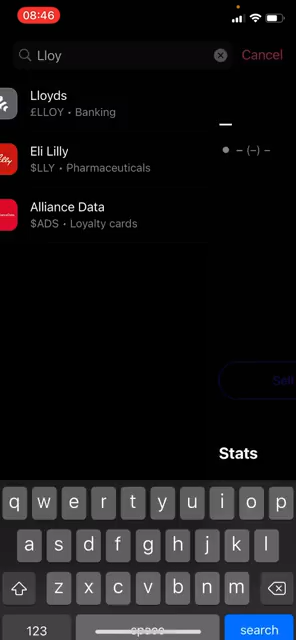 08:46
Lloy
Cancel
Lloyds
£LLOY • Banking
Eli Lilly
$LLY • Pharmaceuticals
Alliance Data
$ADS • Loyalty cards
– (–) –
Sell
Stats
q w e r t y u i o p
a s d f g h j k l
z x c v b n m
123 space search